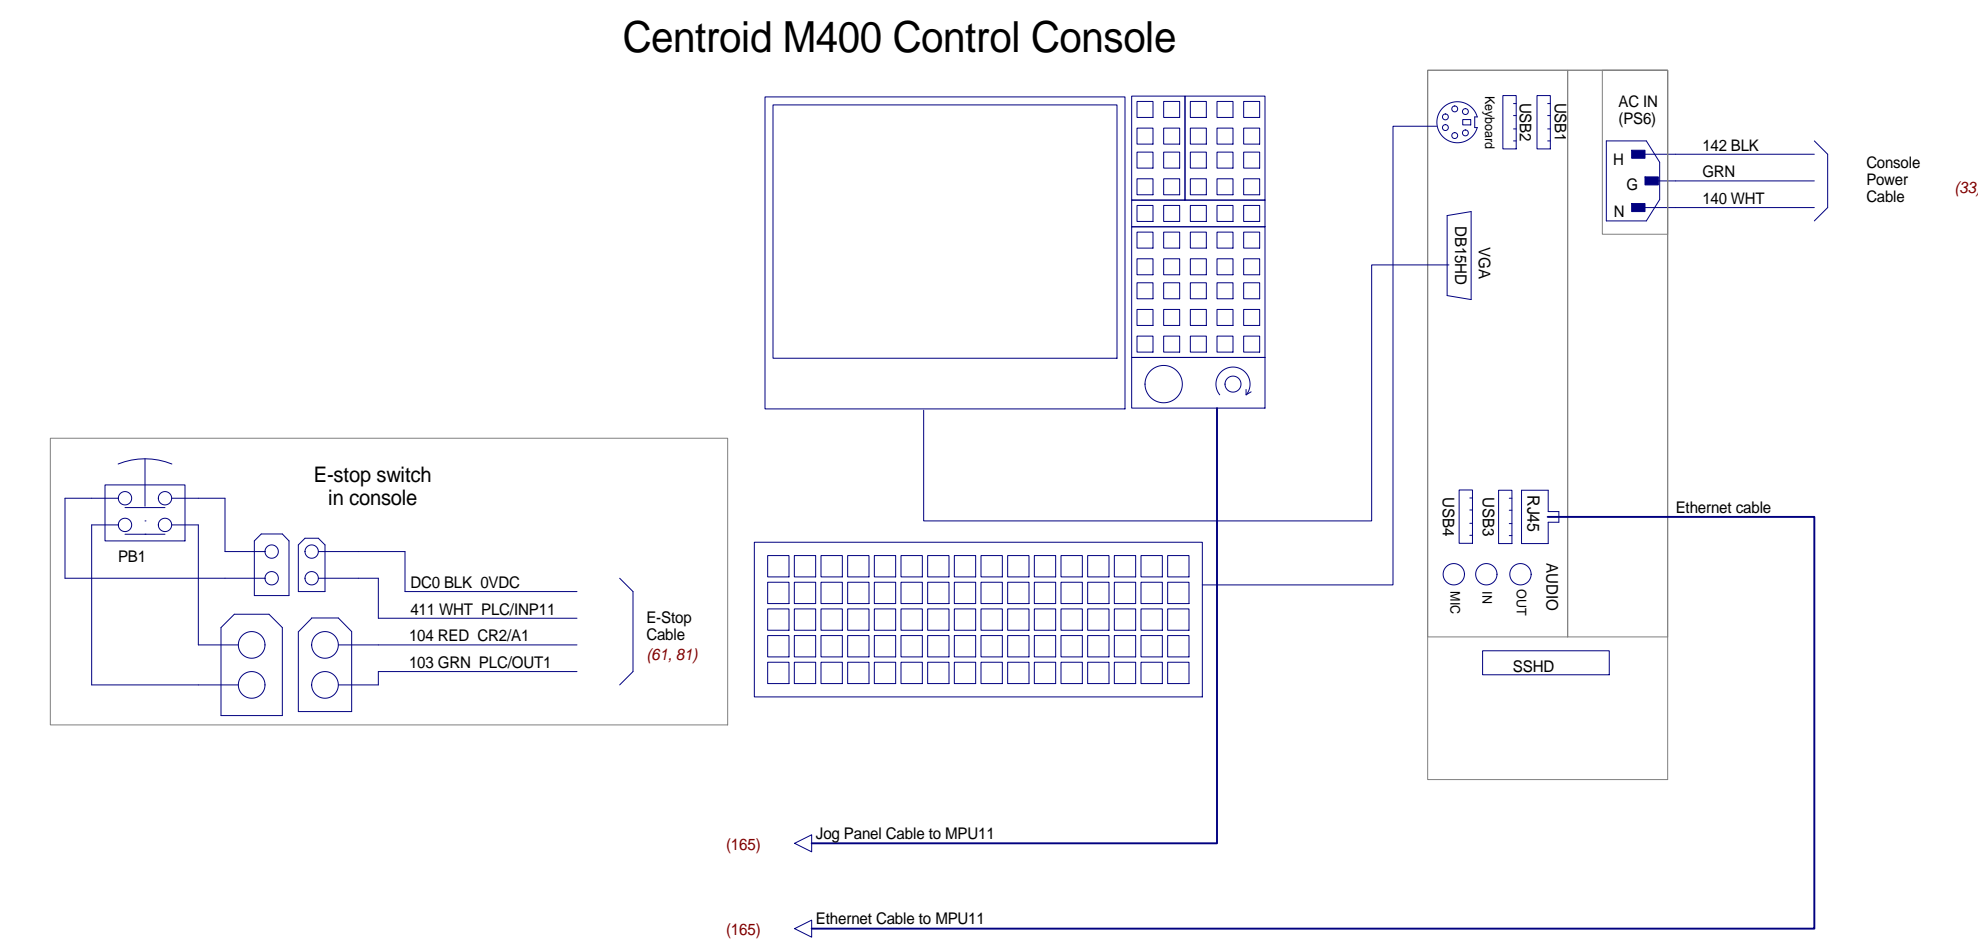 Centroid M400 Control Console
Keyboard
USB2
USB1
AC IN
(PS6)
H
G
N
142 BLK
GRN
140 WHT
Console
Power
Cable
(33)
DB15HD
VGA
E-stop switch
in console
PB1
DC0 BLK 0VDC
411 WHT PLC/INP11
104 RED CR2/A1
103 GRN PLC/OUT1
E-Stop
Cable
(61, 81)
USB4
USB3
RJ45
Ethernet cable
MIC
IN
OUT
AUDIO
SSHD
(165)
Jog Panel Cable to MPU11
(165)
Ethernet Cable to MPU11